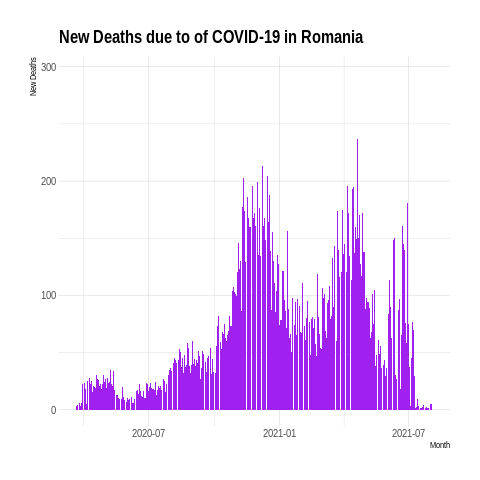 New Deaths due to of COVID-19 in Romania
New Deaths
300
200
100
0
2020-07
2021-01
2021-07
Month